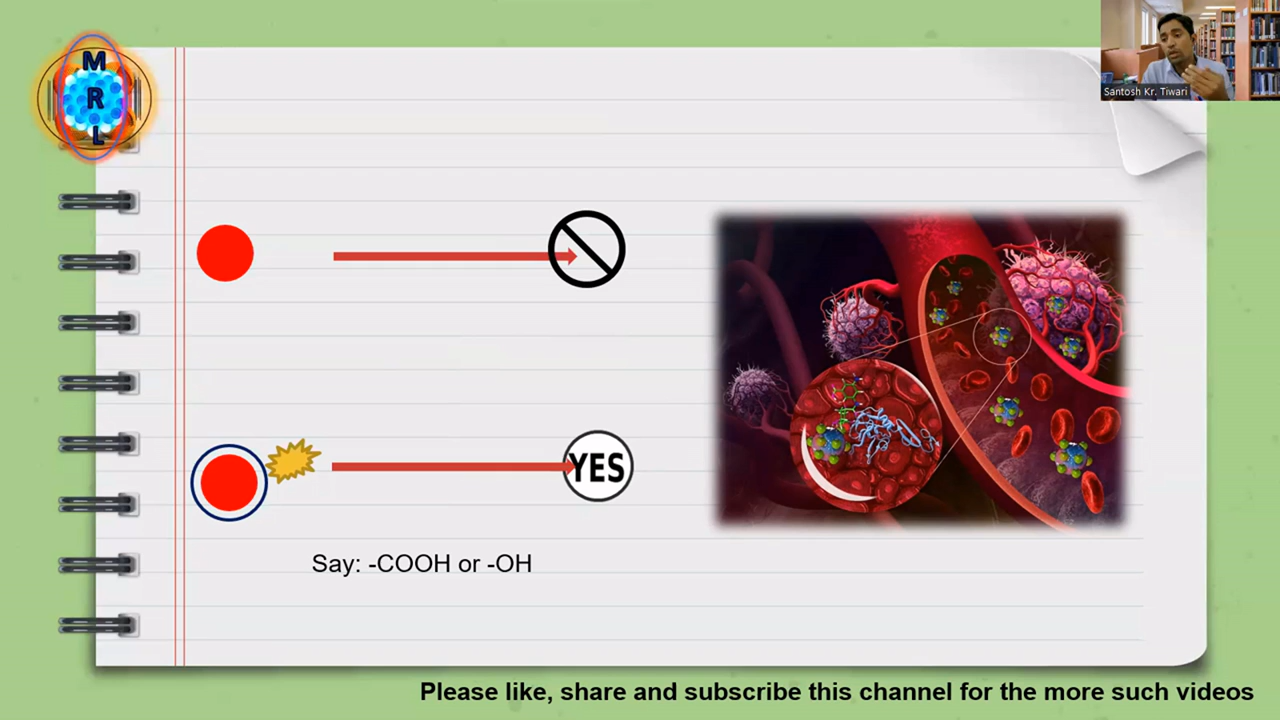 M
R
L
Santosh Kr. Tiwari
YES
Say: -COOH or -OH
Please like, share and subscribe this channel for the more such videos